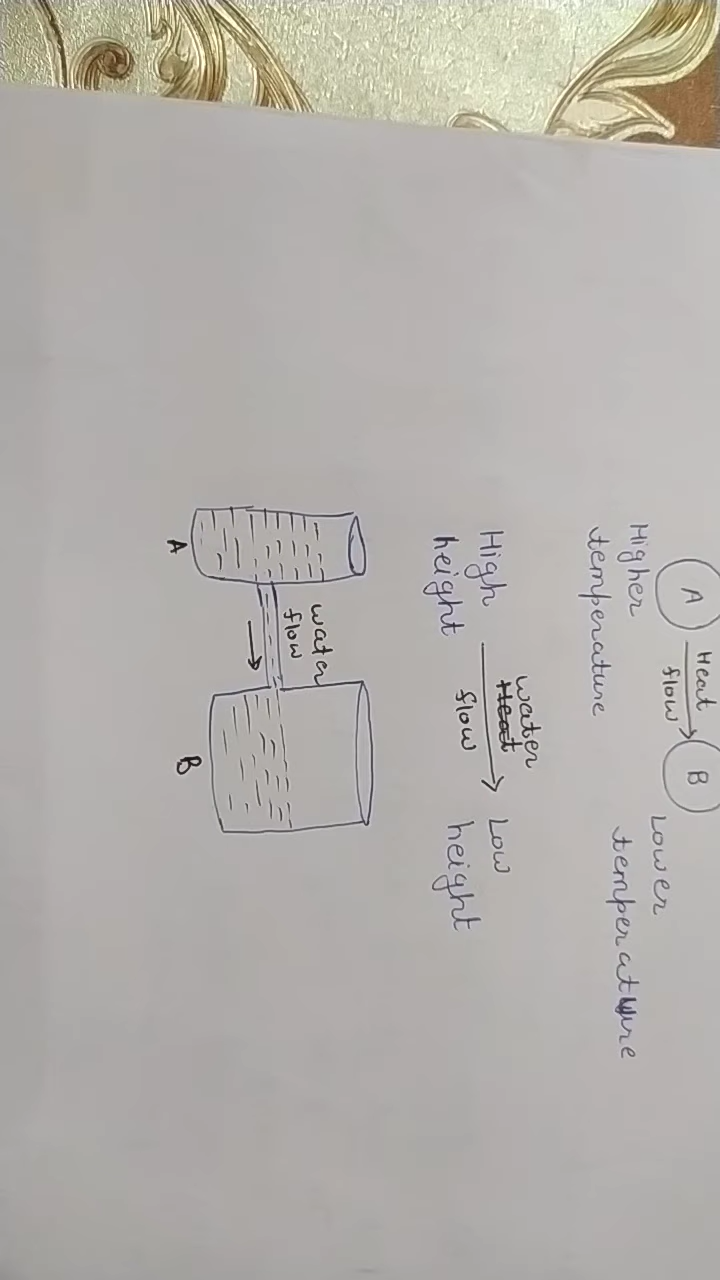 A
Heat
flow
B
Higher
temperature
Lower
temperature
High
height
water
Heat
flow
Low
height
water
flow
A
B